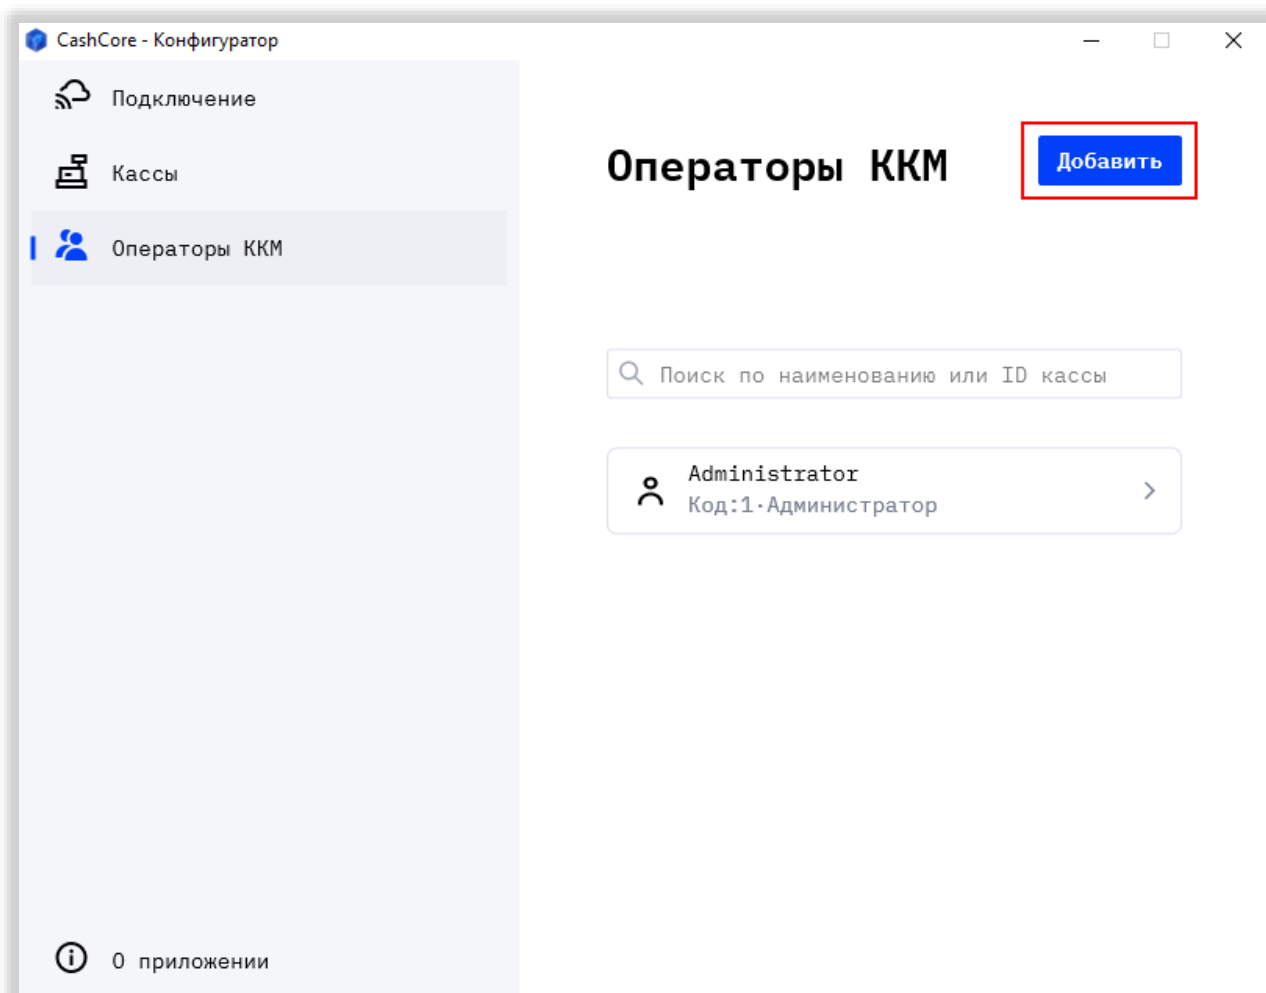 CashCore - Конфигуратор
Подключение
Кассы
Операторы ККМ
О приложении
Операторы ККМ
Добавить
Поиск по наименованию или ID кассы
Administrator
Код:1·Администратор